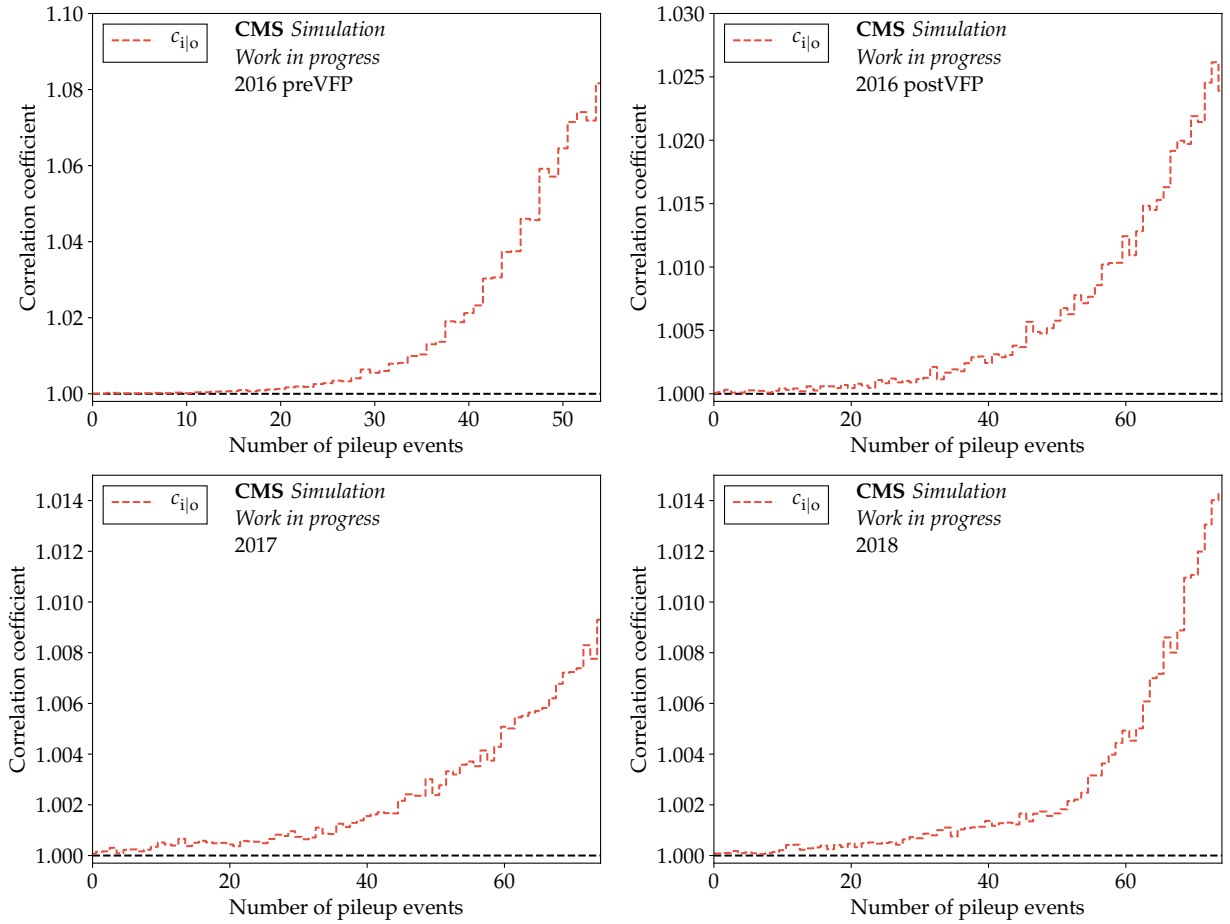 c i|o
CMS Simulation
Work in progress
2016 preVFP
Correlation coefficient
1.08
1.06
1.04
1.02
1.00
0 10 20 30 40 50
Number of pileup events
c i|o
CMS Simulation
Work in progress
2016 postVFP
Correlation coefficient
1.030
1.025
1.020
1.015
1.010
1.005
1.000
0 20 40 60
Number of pileup events
c i|o
CMS Simulation
Work in progress
2017
Correlation coefficient
1.014
1.012
1.010
1.008
1.006
1.004
1.002
1.000
0 20 40 60
Number of pileup events
c i|o
CMS Simulation
Work in progress
2018
Correlation coefficient
1.014
1.012
1.010
1.008
1.006
1.004
1.002
1.000
0 20 40 60
Number of pileup events